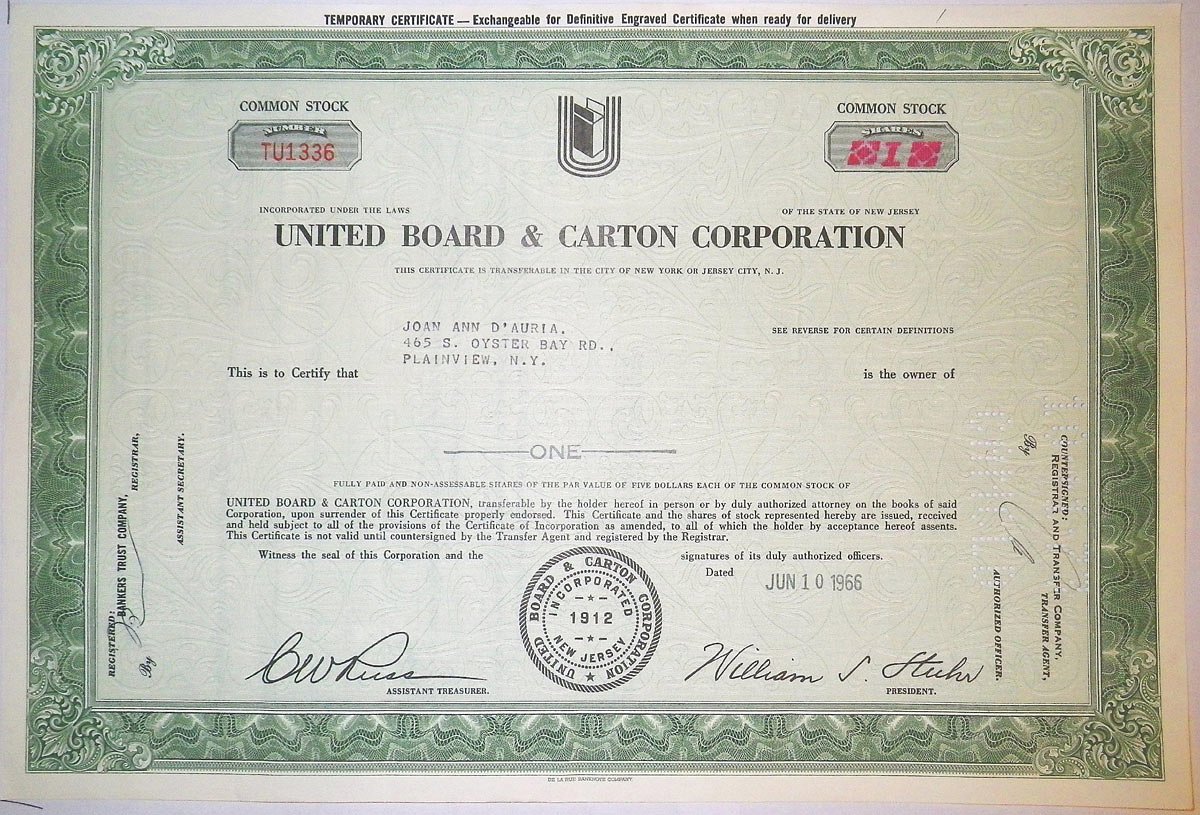 TEMPORARY CERTIFICATE — Exchangeable for Definitive Engraved Certificate when ready for delivery
COMMON STOCK
NUMBER
TU1336
COMMON STOCK
SHARES
1
INCORPORATED UNDER THE LAWS
OF THE STATE OF NEW JERSEY
UNITED BOARD & CARTON CORPORATION
THIS CERTIFICATE IS TRANSFERABLE IN THE CITY OF NEW YORK OR JERSEY CITY, N. J.
JOAN ANN D'AURIA.
465 S. OYSTER BAY RD.,
PLAINVIEW, N.Y.
SEE REVERSE FOR CERTAIN DEFINITIONS
This is to Certify that
is the owner of
ONE
FULLY PAID AND NON-ASSESSABLE SHARES OF THE PAR VALUE OF FIVE DOLLARS EACH OF THE COMMON STOCK OF
UNITED BOARD & CARTON CORPORATION, transferable by the holder hereof in person or by duly authorized attorney on the books of said
Corporation, upon surrender of this Certificate properly endorsed. This Certificate and the shares of stock represented hereby are issued, received
and held subject to all of the provisions of the Certificate of Incorporation as amended, to all of which the holder by acceptance hereof assents.
This Certificate is not valid until countersigned by the Transfer Agent and registered by the Registrar.
Witness the seal of this Corporation and the
signatures of its duly authorized officers.
Dated
JUN 10 1966
UNITED BOARD & CARTON CORPORATION
INCORPORATED
1912
NEW JERSEY
C W Russ
ASSISTANT TREASURER.
William S. Stuhr
PRESIDENT.
REGISTERED:
BANKERS TRUST COMPANY,
REGISTRAR,
By
ASSISTANT SECRETARY.
COUNTERSIGNED:
REGISTRAR AND TRANSFER COMPANY,
TRANSFER AGENT,
By
AUTHORIZED OFFICER.
DE LA RUE BANKNOTE COMPANY